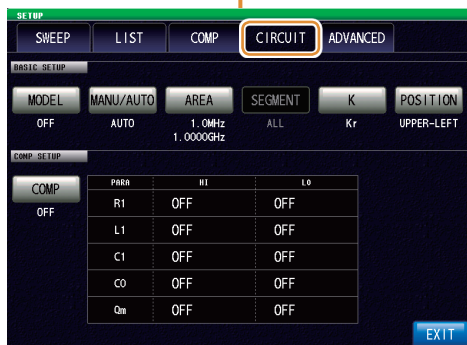 SETUP
SWEEP LIST COMP CIRCUIT ADVANCED
BASIC SETUP
MODEL MANU/AUTO AREA SEGMENT K POSITION
OFF AUTO 1.0MHz ALL Kr UPPER-LEFT
1.0000GHz
COMP SETUP
COMP PARA HI LO
OFF R1 OFF OFF
L1 OFF OFF
C1 OFF OFF
C0 OFF OFF
Qm OFF OFF
EXIT